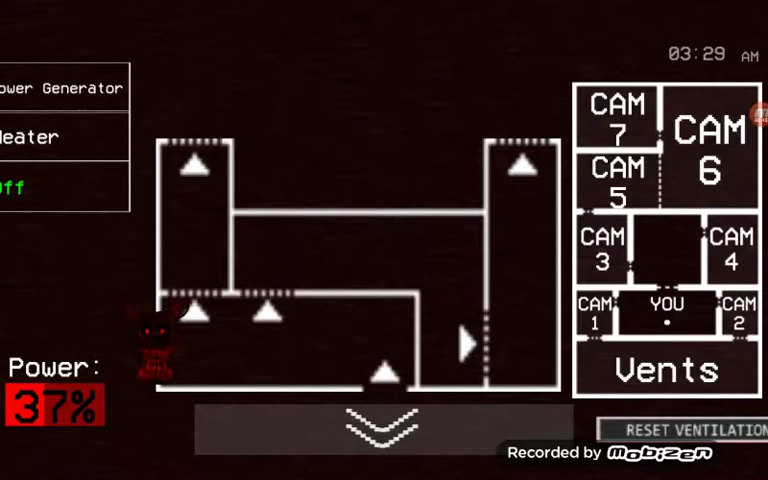 03:29 AM
ower Generator
eater
Off
CAM 7
CAM 6
CAM 5
CAM 3
CAM 4
CAM 1
YOU
CAM 2
Vents
Power:
37%
RESET VENTILATION
Recorded by Mobizen